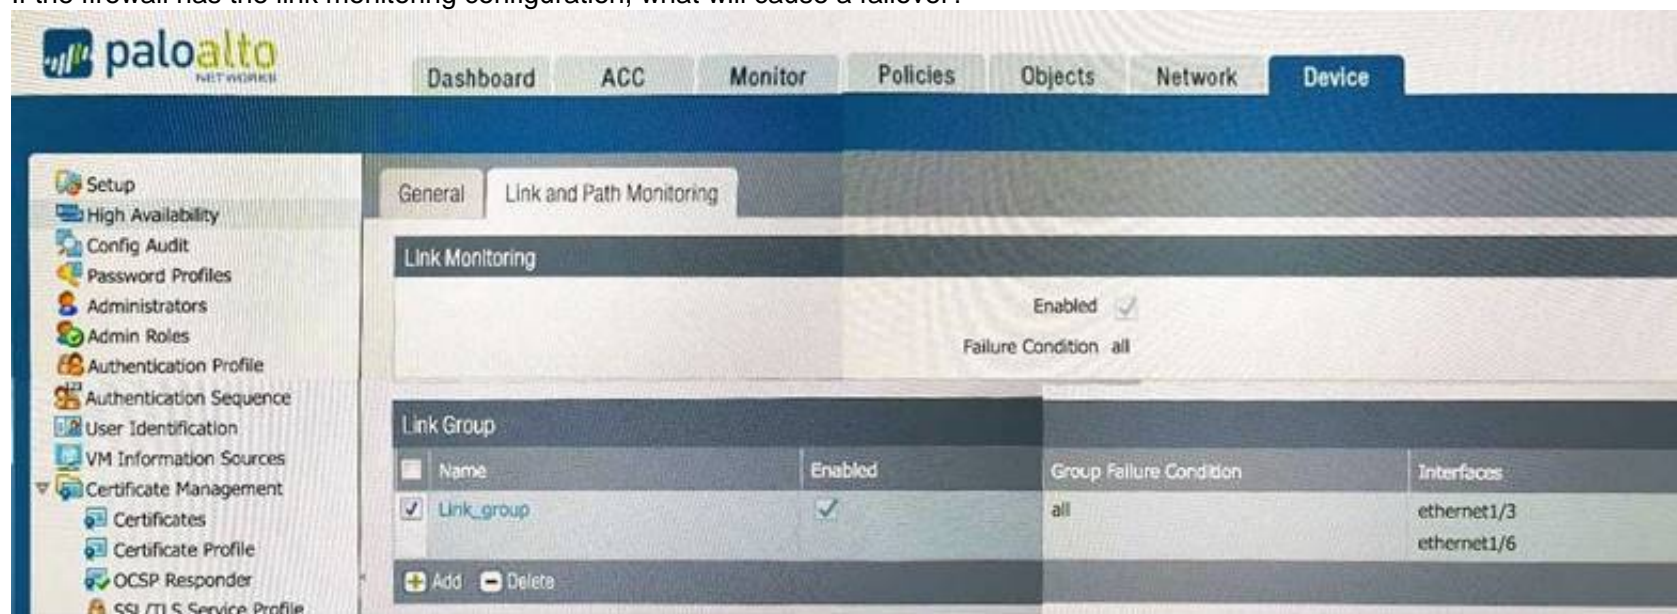 If the firewall has the link monitoring configuration, what will cause a failover?
paloalto
NETWORKS
Dashboard ACC Monitor Policies Objects Network Device
Setup
High Availability
Config Audit
Password Profiles
Administrators
Admin Roles
Authentication Profile
Authentication Sequence
User Identification
VM Information Sources
Certificate Management
Certificates
Certificate Profile
OCSP Responder
SSL/TLS Service Profile
General Link and Path Monitoring
Link Monitoring
Enabled
Failure Condition all
Link Group
Name Enabled Group Failure Condition Interfaces
Link_group all ethernet1/3
ethernet1/6
Add Delete